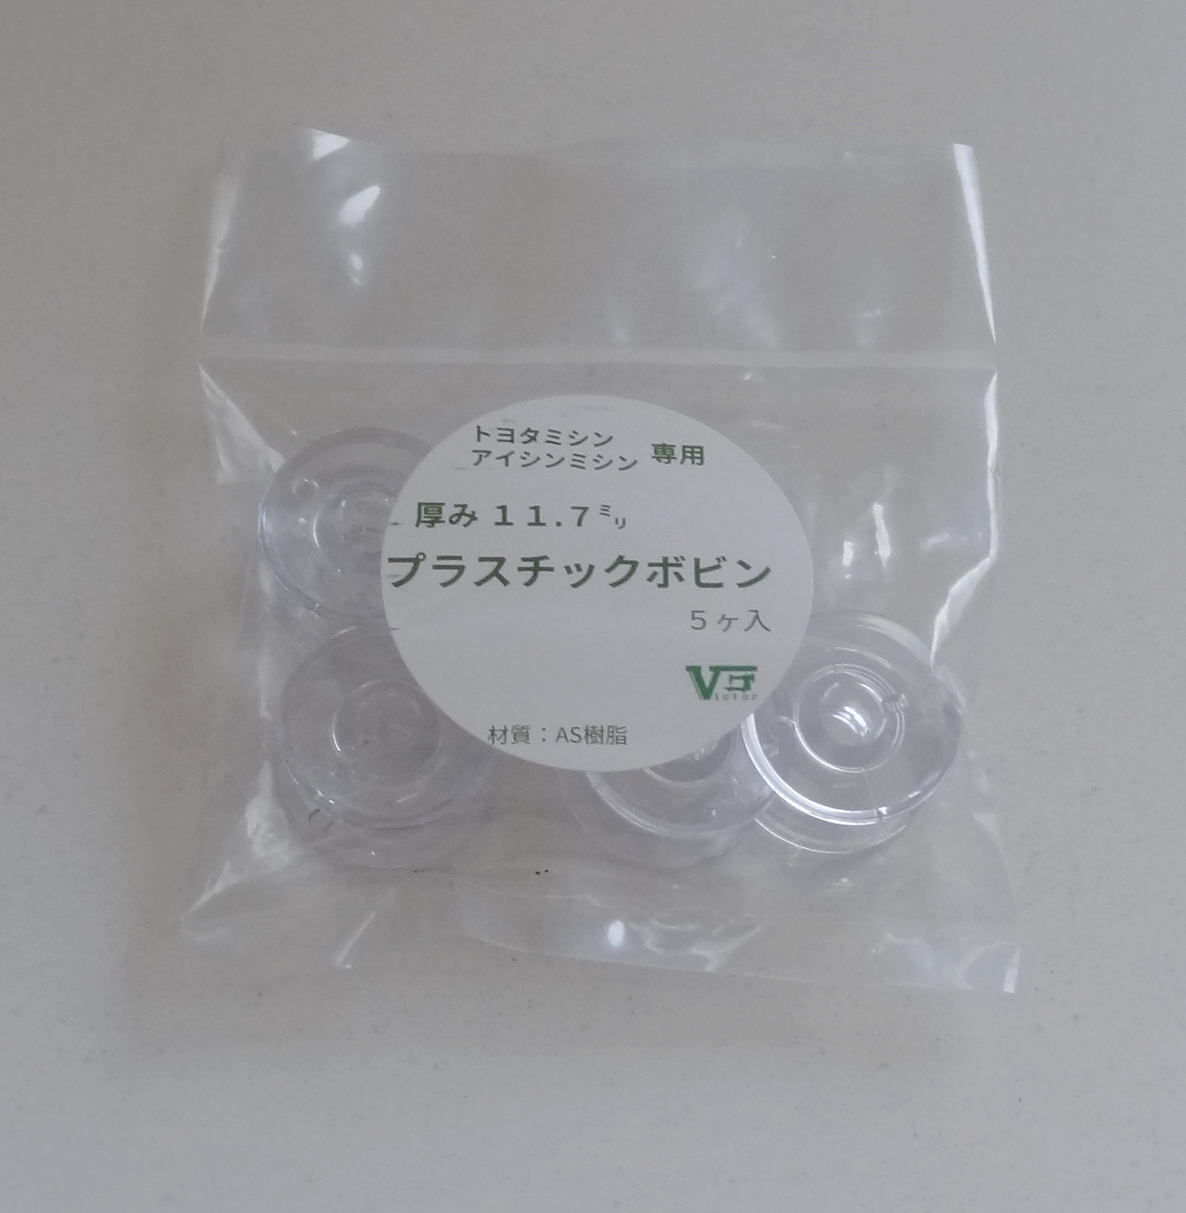 トヨタミシン
アイシンミシン 専用
厚み 11.7㍉
プラスチックボビン
5ヶ入
Victor
材質：AS樹脂